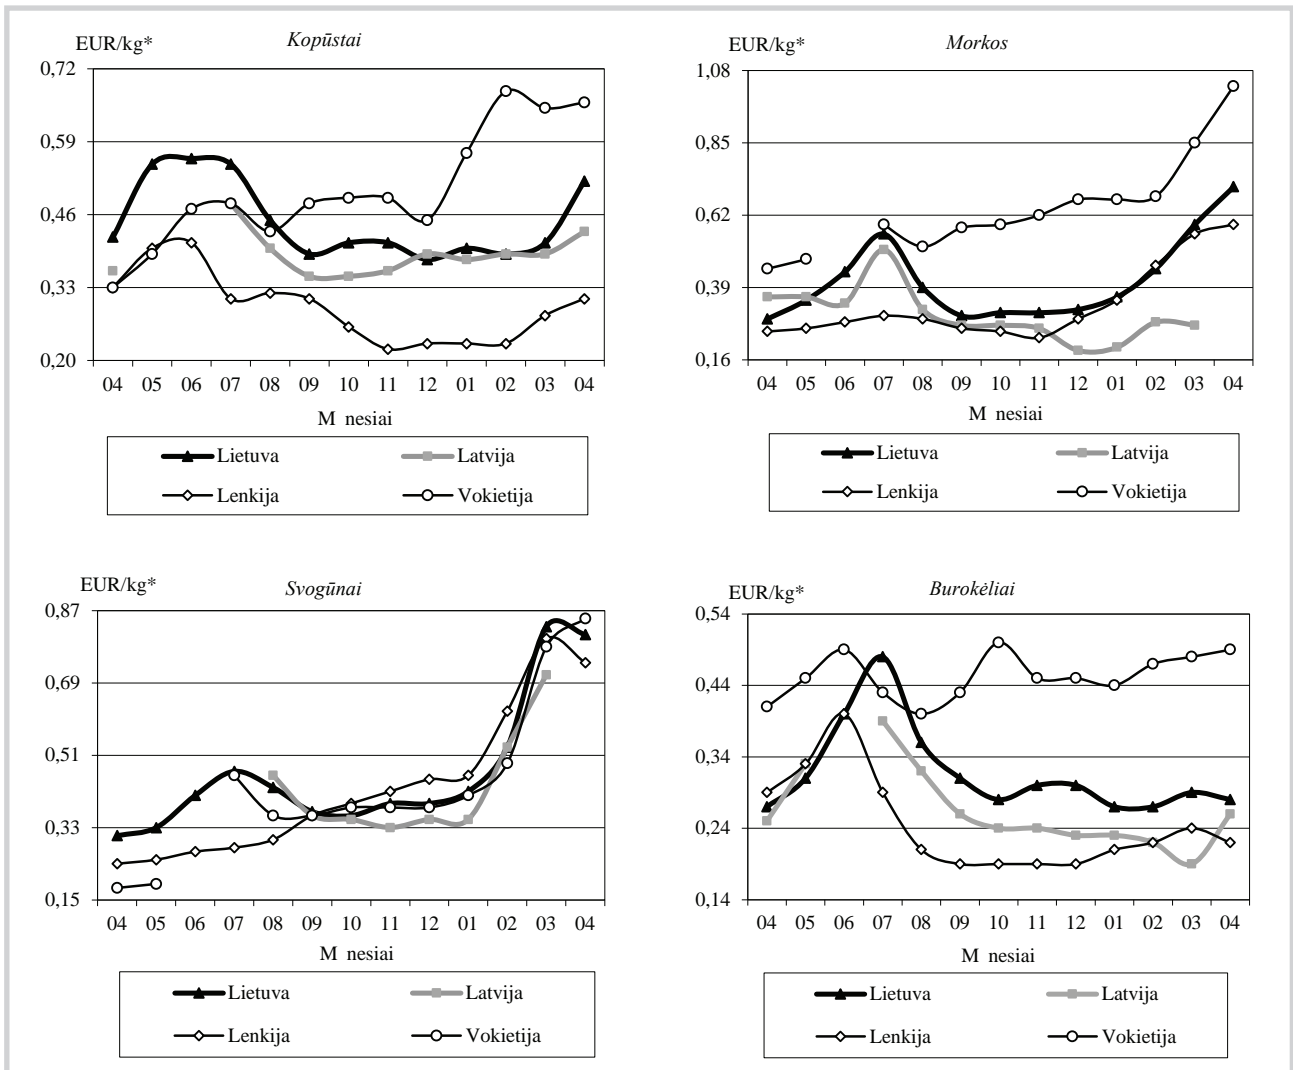 EUR/kg*
Kopūstai
0,72
0,59
0,46
0,33
0,20
04 05 06 07 08 09 10 11 12 01 02 03 04
M nesiai
Lietuva Latvija
Lenkija Vokietija
EUR/kg*
Morkos
1,08
0,85
0,62
0,39
0,16
04 05 06 07 08 09 10 11 12 01 02 03 04
M nesiai
Lietuva Latvija
Lenkija Vokietija
EUR/kg*
Svogūnai
0,87
0,69
0,51
0,33
0,15
04 05 06 07 08 09 10 11 12 01 02 03 04
M nesiai
Lietuva Latvija
Lenkija Vokietija
EUR/kg*
Burokėliai
0,54
0,44
0,34
0,24
0,14
04 05 06 07 08 09 10 11 12 01 02 03 04
M nesiai
Lietuva Latvija
Lenkija Vokietija